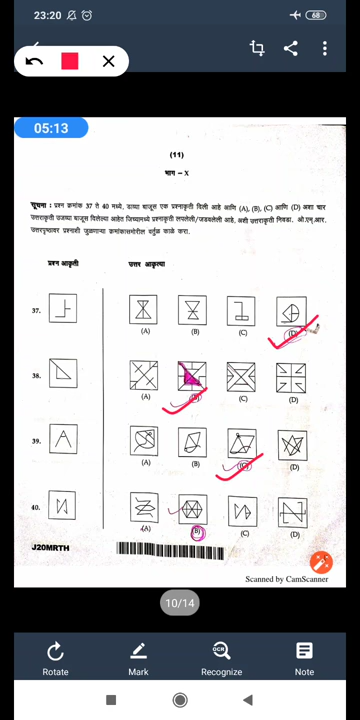 23:20
68
05:13
(11)
भाग – X
सूचना : प्रश्न क्रमांक 37 ते 40 मध्ये, डाव्या बाजूस एक प्रश्नाकृती दिली आहे आणि (A), (B), (C) आणि (D) अशा चार
उत्तराकृती उजव्या बाजूस दिलेल्या आहेत जिच्यामध्ये प्रश्नाकृती लपलेली/जडवलेली आहे, अशी उत्तराकृती निवडा. ओ.एम्.आर.
उत्तरपृष्ठावर प्रश्नाशी जुळणाऱ्या क्रमांकासमोरील वर्तुळ काळे करा.
प्रश्न आकृती उत्तर आकृत्या
37.
(A) (B) (C) (D)
38.
(A) (B) (C) (D)
39.
(A) (B) (C) (D)
40.
(A) (B) (C) (D)
J20MRTH
Scanned by CamScanner
10/14
OCR
Rotate Mark Recognize Note